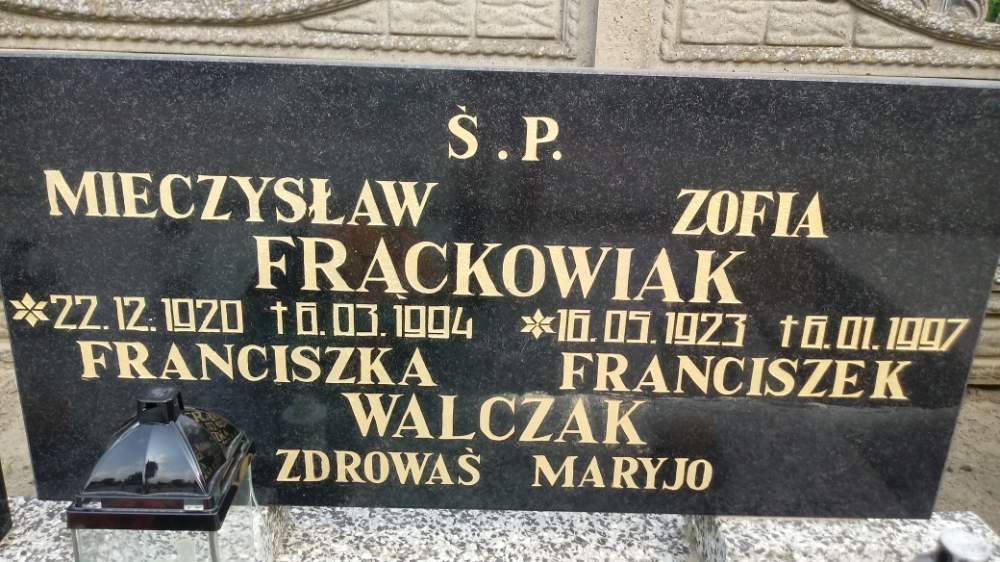 Ś.P.
MIECZYSŁAW ZOFIA
FRĄCKOWIAK
22.12.1920 †6.03.1994 16.05.1923 †6.01.1997
FRANCISZKA FRANCISZEK
WALCZAK
ZDROWAŚ MARYJO